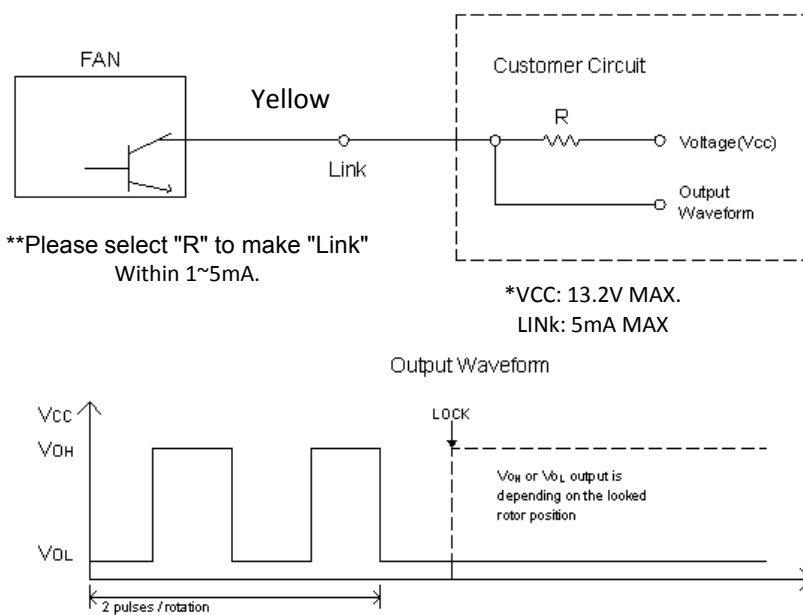 FAN
Customer Circuit
Yellow
R
Link
Voltage(Vcc)
Output
Waveform
**Please select "R" to make "Link"
Within 1~5mA.
*VCC: 13.2V MAX.
LINk: 5mA MAX
Output Waveform
Vcc
LOCK
VOH
VOH or VOL output is
depending on the looked
rotor position
VOL
2 pulses / rotation